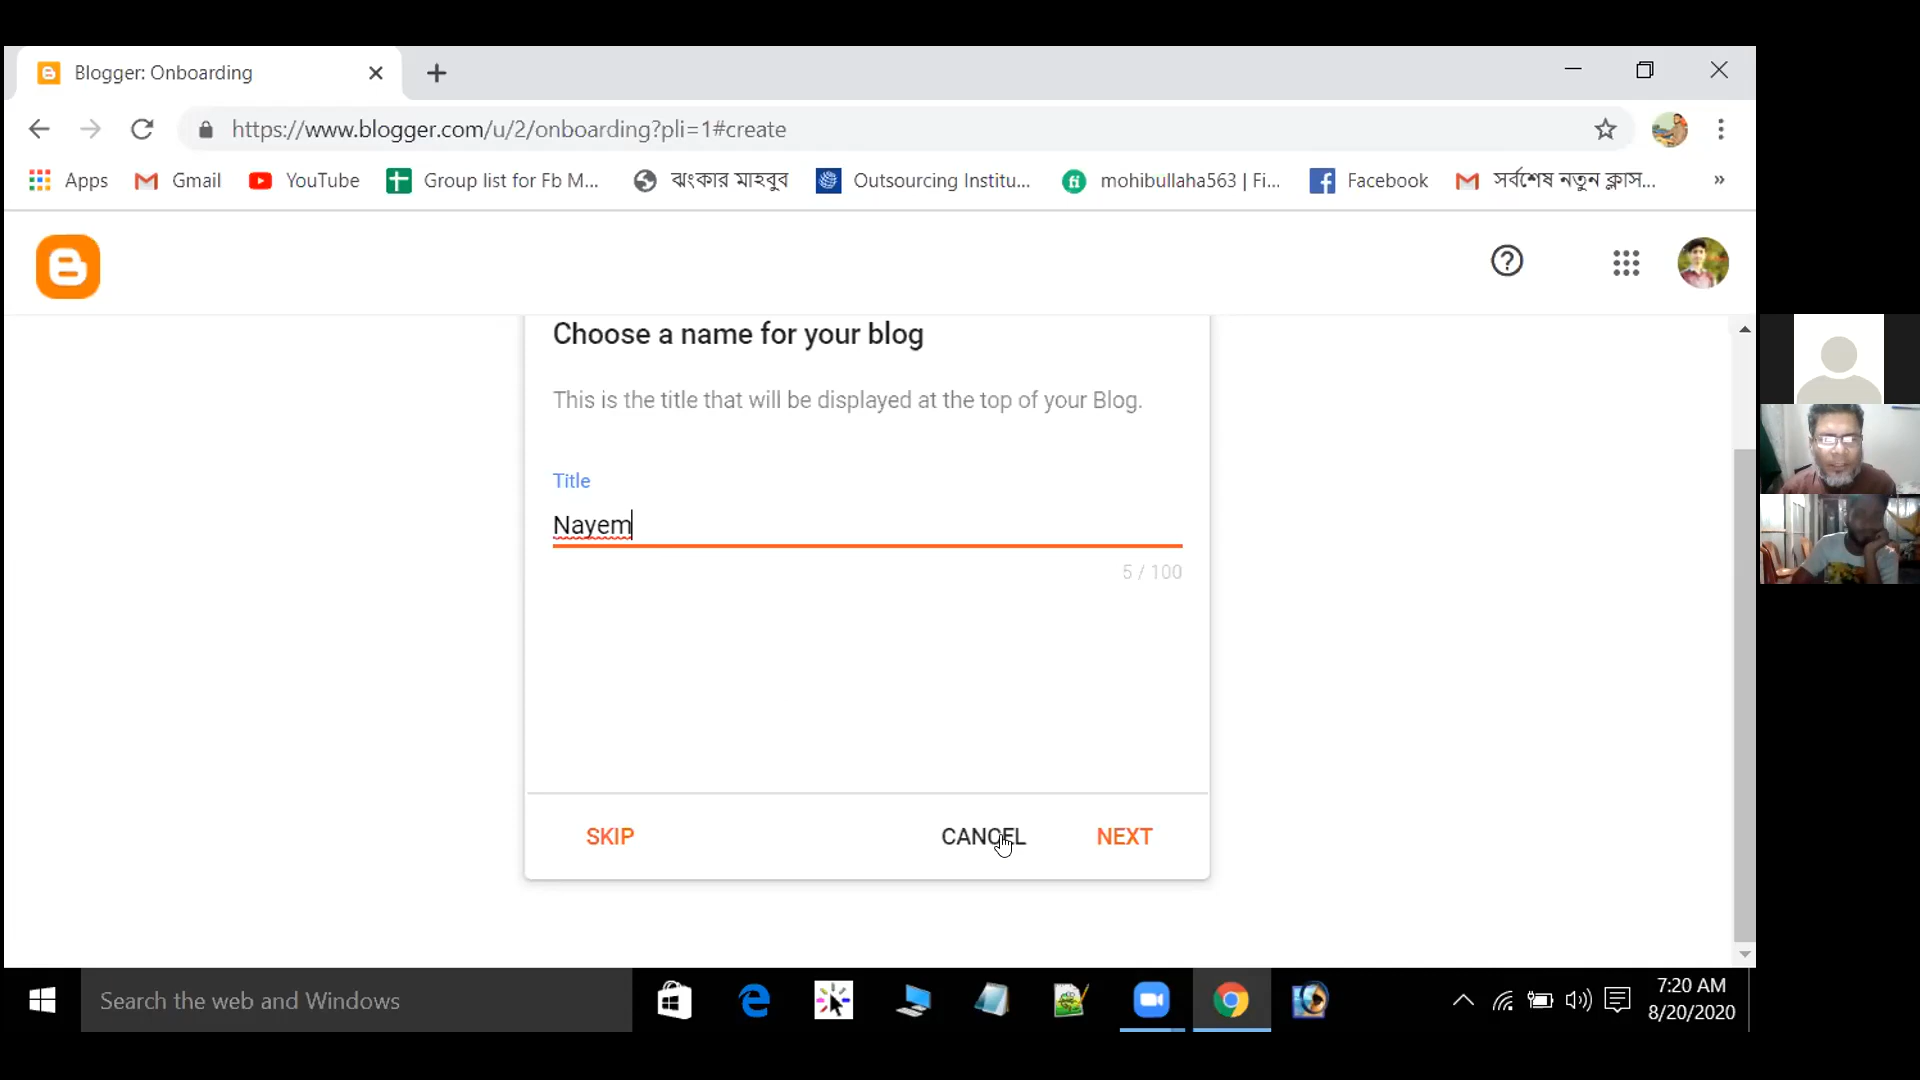 Blogger: Onboarding
https://www.blogger.com/u/2/onboarding?pli=1#create
Apps
Gmail
YouTube
Group list for Fb M...
ঝংকার মাহবুব
Outsourcing Institu...
mohibullaha563 | Fi...
Facebook
সর্বশেষ নতুন ক্লাস...
»
Choose a name for your blog
This is the title that will be displayed at the top of your Blog.
Title
Nayem
5 / 100
SKIP
CANCEL
NEXT
Search the web and Windows
7:20 AM
8/20/2020